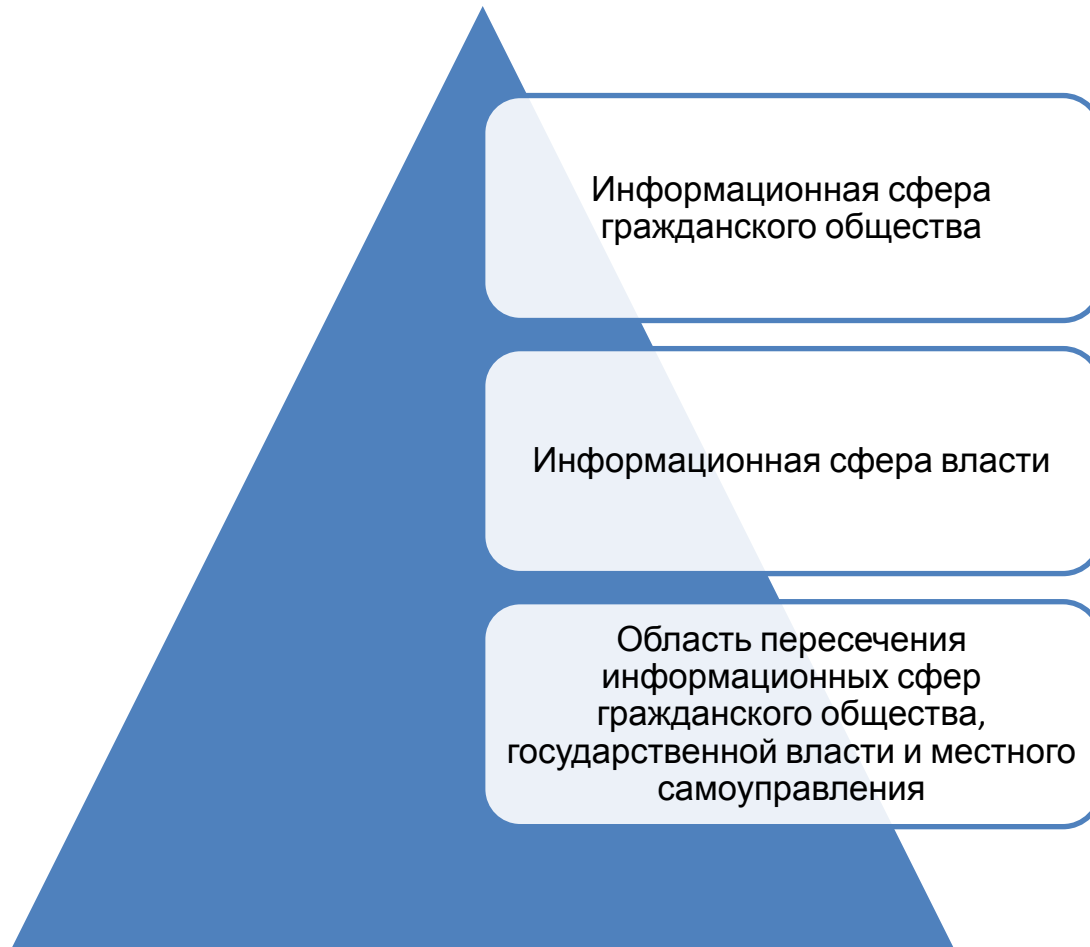 Информационная сфера
гражданского общества
Информационная сфера власти
Область пересечения
информационных сфер
гражданского общества,
государственной власти и местного
самоуправления